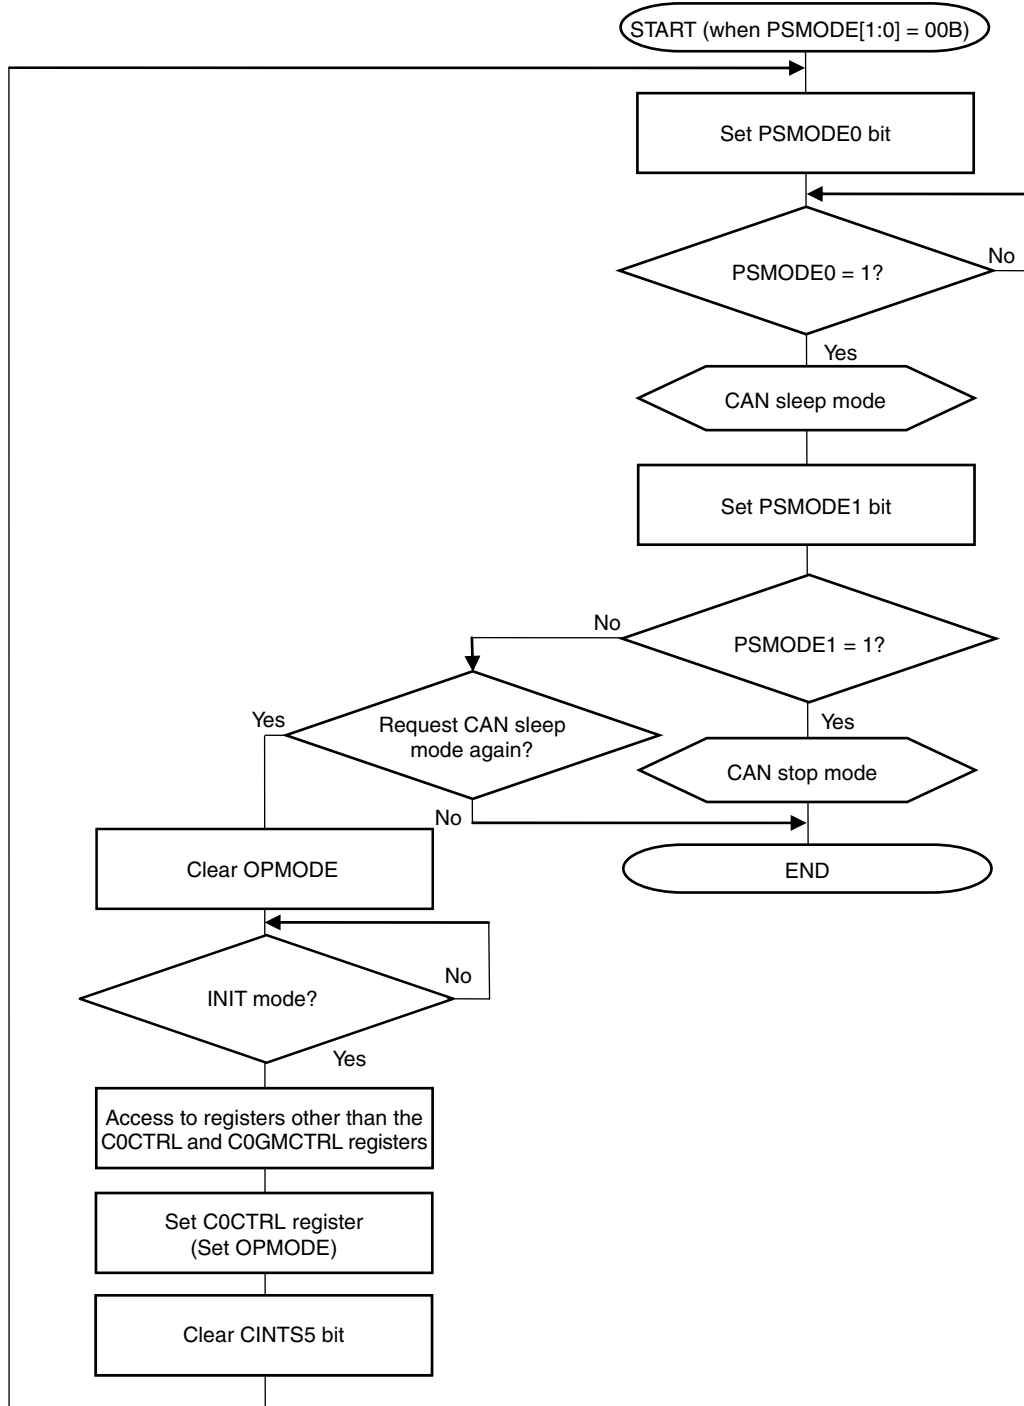 START (when PSMODE[1:0] = 00B)
Set PSMODE0 bit
PSMODE0 = 1?
No
Yes
CAN sleep mode
Set PSMODE1 bit
PSMODE1 = 1?
No
Yes
CAN stop mode
Request CAN sleep
mode again?
Yes
No
END
Clear OPMODE
INIT mode?
No
Yes
Access to registers other than the
C0CTRL and C0GMCTRL registers
Set C0CTRL register
(Set OPMODE)
Clear CINTS5 bit